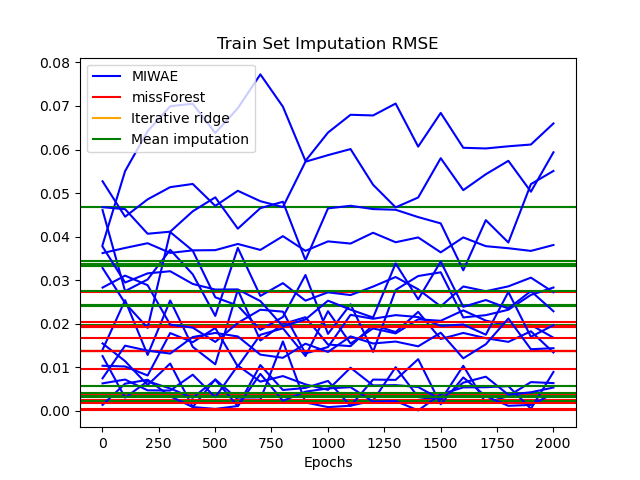 Train Set Imputation RMSE
0.08
0.07
0.06
0.05
0.04
0.03
0.02
0.01
0.00
MIWAE
missForest
Iterative ridge
Mean imputation
0 250 500 750 1000 1250 1500 1750 2000
Epochs